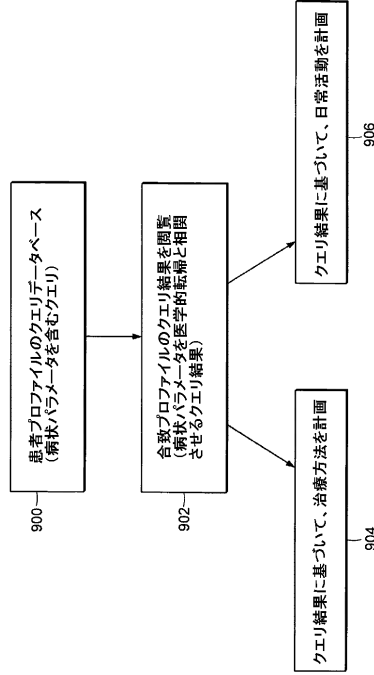 患者プロファイルのクエリデータベース
(病状パラメータを含むクエリ)
900
合致プロファイルのクエリ結果を閲覧
(病状パラメータを医学的転帰と相関
させるクエリ結果)
902
クエリ結果に基づいて、治療方法を計画
904
クエリ結果に基づいて、日常活動を計画
906